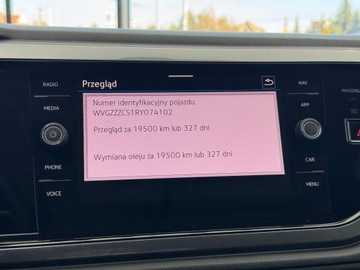 RADIO
MEDIA
PHONE
VOICE
Przegląd
Numer identyfikacyjny pojazdu:
WVGZZZCS1RY074102
Przegląd za 19500 km lub 327 dni
Wymiana oleju za 19500 km lub 327 dni
NAV
APP
CAR
MENU